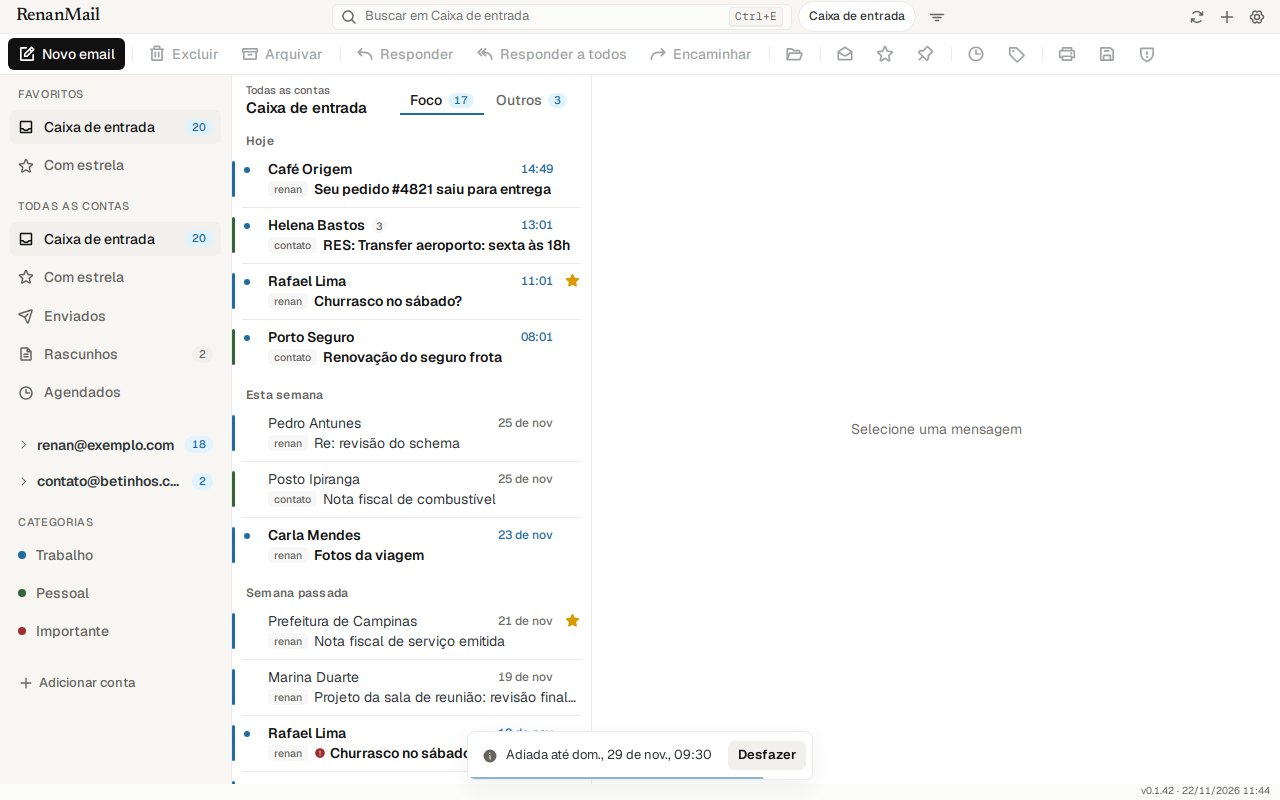 RenanMail
Buscar em Caixa de entrada
Ctrl+E
Caixa de entrada
Novo email
Excluir
Arquivar
Responder
Responder a todos
Encaminhar
FAVORITOS
Caixa de entrada 20
Com estrela
TODAS AS CONTAS
Caixa de entrada 20
Com estrela
Enviados
Rascunhos 2
Agendados
renan@exemplo.com 18
contato@betinhos.c... 2
CATEGORIAS
Trabalho
Pessoal
Importante
Adicionar conta
Todas as contas
Caixa de entrada
Foco 17
Outros 3
Hoje
Café Origem 14:49
renan Seu pedido #4821 saiu para entrega
Helena Bastos 3 13:01
contato RES: Transfer aeroporto: sexta às 18h
Rafael Lima 11:01
renan Churrasco no sábado?
Porto Seguro 08:01
contato Renovação do seguro frota
Esta semana
Pedro Antunes 25 de nov
renan Re: revisão do schema
Posto Ipiranga 25 de nov
contato Nota fiscal de combustível
Carla Mendes 23 de nov
renan Fotos da viagem
Semana passada
Prefeitura de Campinas 21 de nov
renan Nota fiscal de serviço emitida
Marina Duarte 19 de nov
renan Projeto da sala de reunião: revisão final...
Rafael Lima
renan Churrasco no sábado
Selecione uma mensagem
Adiada até dom., 29 de nov., 09:30
Desfazer
v0.1.42 · 22/11/2026 11:44